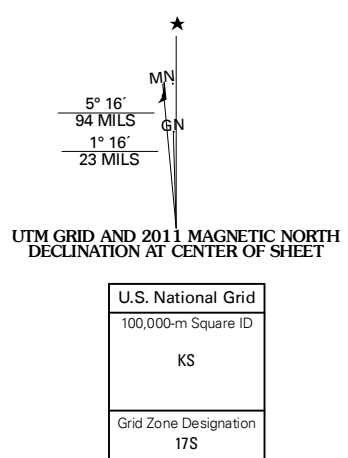 MN
5° 16´
94 MILS
GN
1° 16´
23 MILS
UTM GRID AND 2011 MAGNETIC NORTH
DECLINATION AT CENTER OF SHEET
U.S. National Grid
100,000-m Square ID
KS
Grid Zone Designation
17S